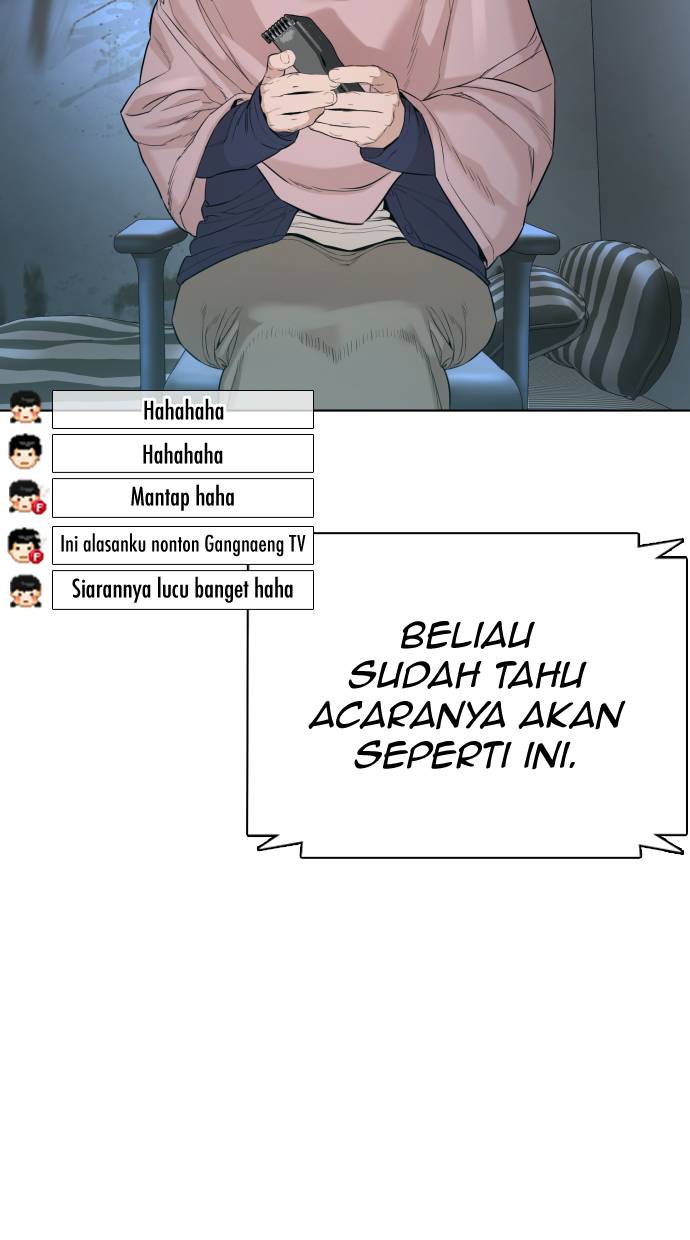 Hahahaha
Hahahaha
Mantap haha
Ini alasanku nonton Gangnaeng TV
Siarannya lucu banget haha
BELIAU
SUDAH TAHU
ACARANYA AKAN
SEPERTI INI.